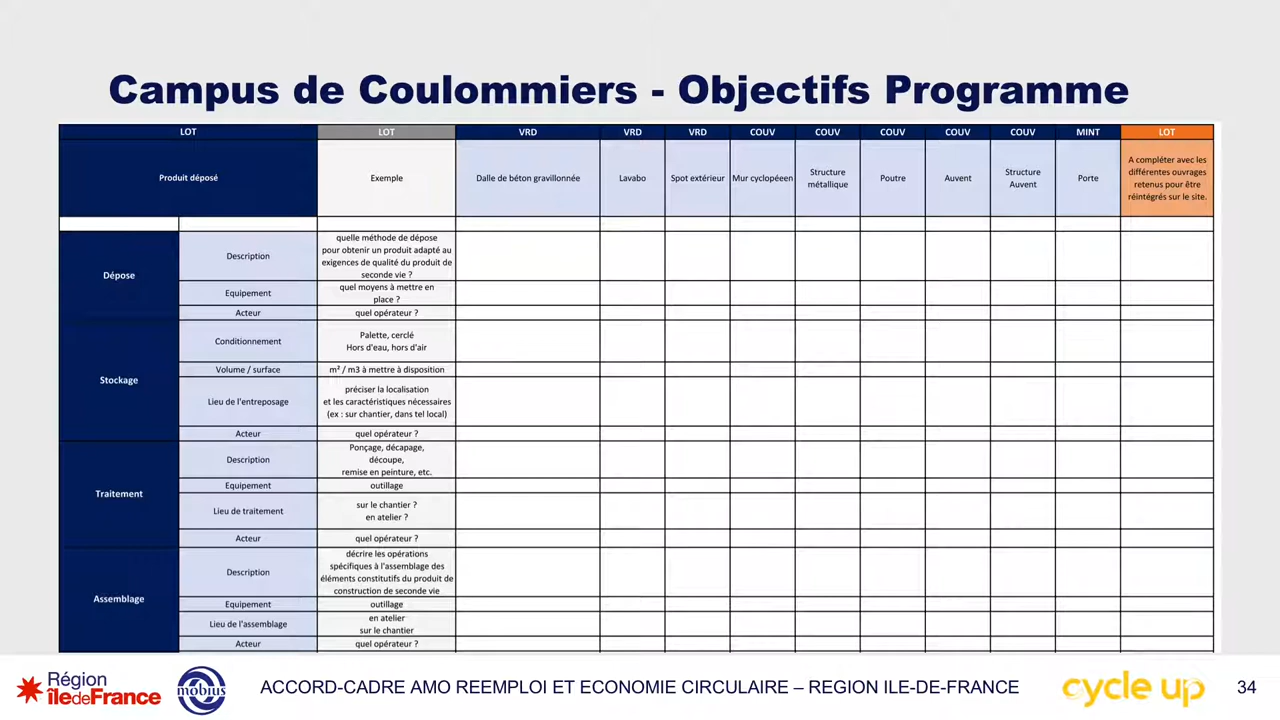 Campus de Coulommiers - Objectifs Programme
LOT LOT VRD VRD VRD COUV COUV COUV COUV COUV MINT LOT
Produit déposé
Exemple
Dalle de béton gravillonnée
Lavabo
Spot extérieur
Mur cyclopéeen
Structure
métallique
Poutre
Auvent
Structure
Auvent
Porte
A compléter avec les
différentes ouvrages
retenus pour être
réintégrés sur le site.
Dépose
Description
quelle méthode de dépose
pour obtenir un produit adapté au
exigences de qualité du produit de
seconde vie ?
Equipement
quel moyens à mettre en
place ?
Acteur
quel opérateur ?
Stockage
Conditionnement
Palette, cerclé
Hors d'eau, hors d'air
Volume / surface
m² / m3 à mettre à disposition
Lieu de l'entreposage
préciser la localisation
et les caractéristiques nécessaires
(ex : sur chantier, dans tel local)
Acteur
quel opérateur ?
Traitement
Description
Ponçage, décapage,
découpe,
remise en peinture, etc.
Equipement
outillage
Lieu de traitement
sur le chantier ?
en atelier ?
Acteur
quel opérateur ?
Assemblage
Description
décrire les opérations
spécifiques à l'assemblage des
éléments constitutifs du produit de
construction de seconde vie
Equipement
outillage
Lieu de l'assemblage
en atelier
sur le chantier
Acteur
quel opérateur ?
Région
îledeFrance
mobius
ACCORD-CADRE AMO REEMPLOI ET ECONOMIE CIRCULAIRE – REGION ILE-DE-FRANCE
cycle up
34